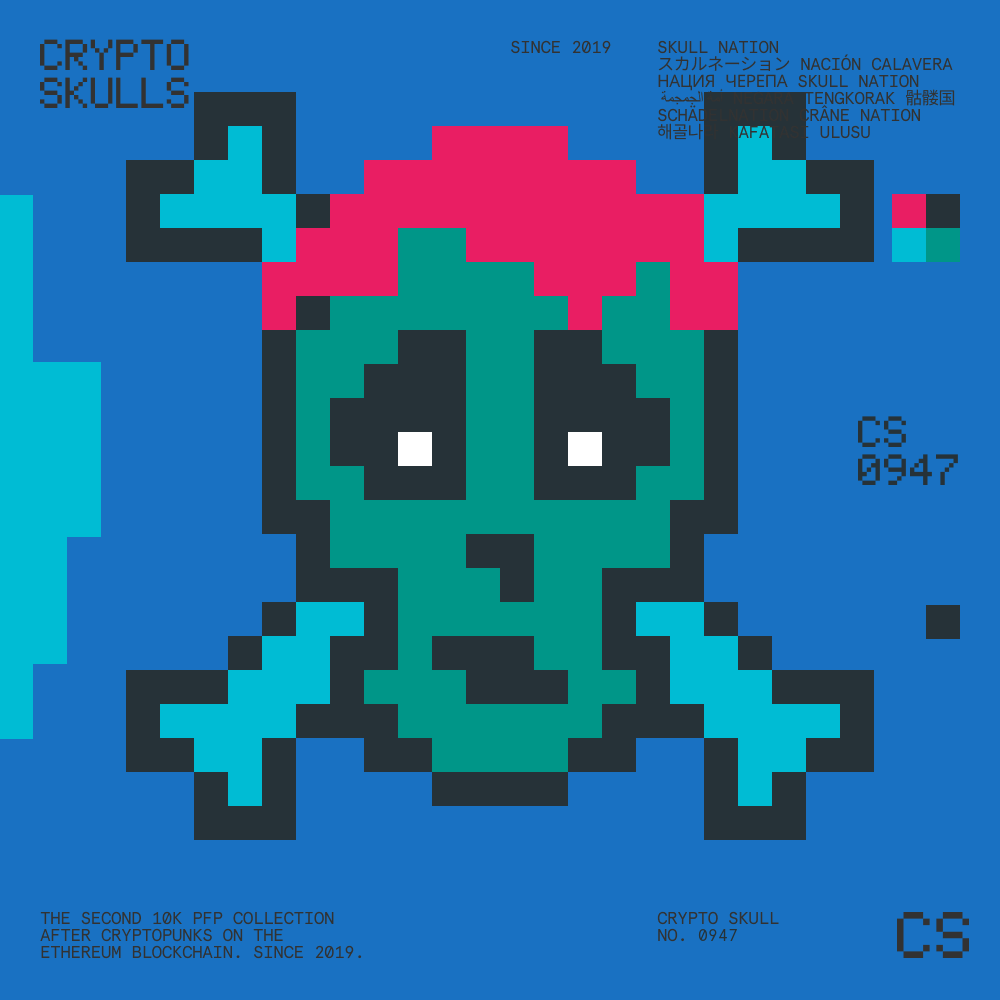 CRYPTO
SKULLS
SINCE 2019
SKULL NATION
スカルネーション NACIÓN CALAVERA
НАЦИЯ ЧЕРЕПА SKULL NATION
TENGKORAK 骷髅国
CRÂNE NATION
ULUSU
CS
0947
THE SECOND 10K PFP COLLECTION
AFTER CRYPTOPUNKS ON THE
ETHEREUM BLOCKCHAIN. SINCE 2019.
CRYPTO SKULL
NO. 0947
CS